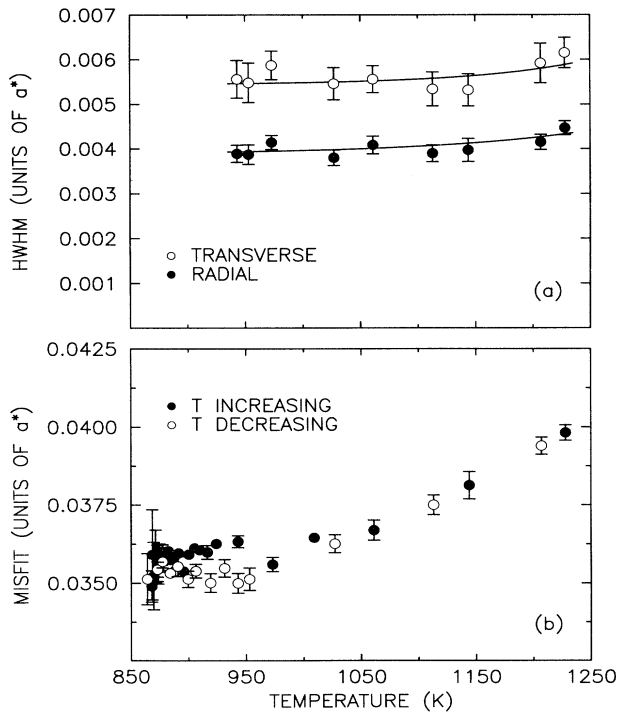 0.007
0.006
0.005
0.004
0.003
0.002
0.001
HWHM (UNITS OF a*)
TRANSVERSE
RADIAL
(a)
0.0425
0.0400
0.0375
0.0350
MISFIT (UNITS OF a*)
T INCREASING
T DECREASING
(b)
850
950
1050
1150
1250
TEMPERATURE (K)